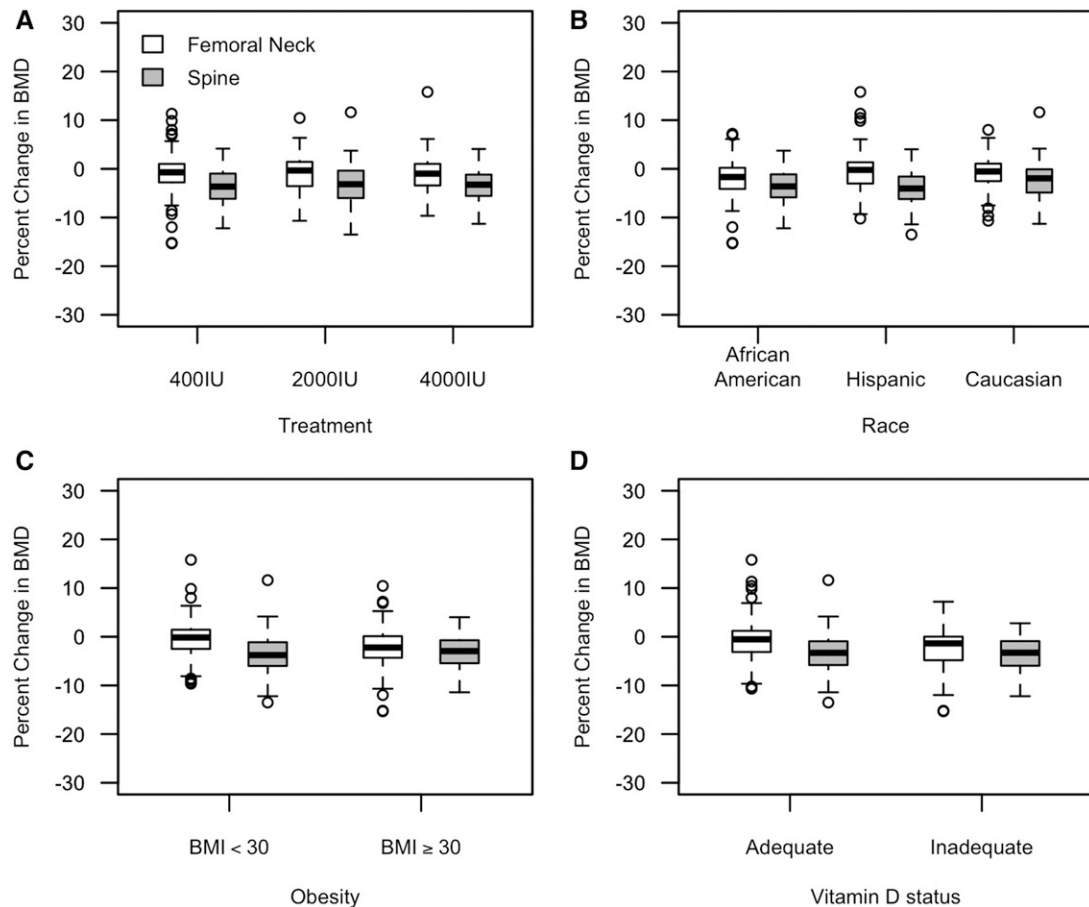 A
Percent Change in BMD
30
20
10
0
-10
-20
-30
Femoral Neck
Spine
400IU 2000IU 4000IU
Treatment
B
Percent Change in BMD
30
20
10
0
-10
-20
-30
African
American Hispanic Caucasian
Race
C
Percent Change in BMD
30
20
10
0
-10
-20
-30
BMI < 30 BMI ≥ 30
Obesity
D
Percent Change in BMD
30
20
10
0
-10
-20
-30
Adequate Inadequate
Vitamin D status